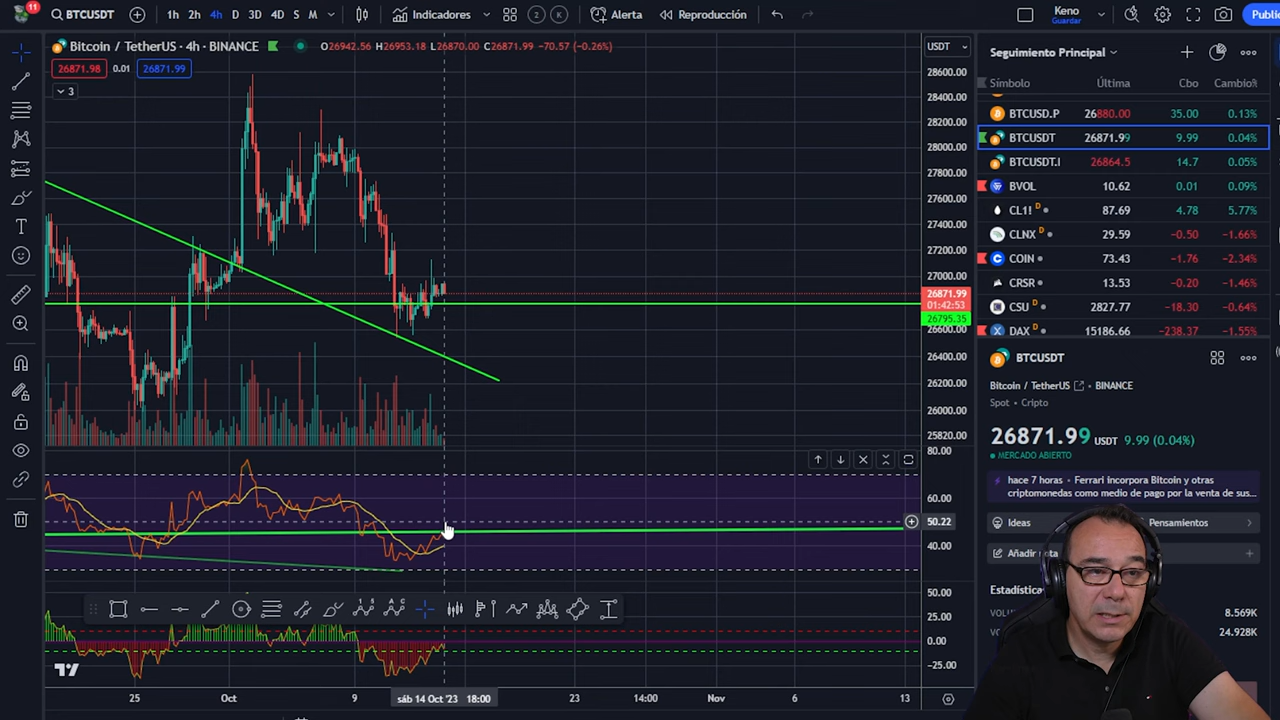 11
BTCUSDT
1h 2h 4h D 3D 4D S M
Indicadores
2
K
Alerta
Reproducción
Keno
Guardar
Public
Bitcoin / TetherUS · 4h · BINANCE
O26942.56 H26953.18 L26870.00 C26871.99 -70.57 (-0.26%)
26871.98 0.01 26871.99
3
USDT
28600.00
28400.00
28200.00
28000.00
27800.00
27600.00
27400.00
27200.00
27000.00
26871.99
01:42:53
26795.35
26600.00
26400.00
26200.00
26000.00
25820.00
80.00
60.00
50.22
40.00
50.00
25.00
0.00
-25.00
25 Oct 9 sáb 14 Oct '23 18:00 23 14:00 Nov 6 13
Seguimiento Principal
Símbolo Última Cbo Cambio%
BTCUSD.P 26880.00 35.00 0.13%
BTCUSDT 26871.99 9.99 0.04%
BTCUSDT.I 26864.5 14.7 0.05%
BVOL 10.62 0.01 0.09%
CL1! D 87.69 4.78 5.77%
CLNX D 29.59 -0.50 -1.66%
COIN 73.43 -1.76 -2.34%
CRSR 13.53 -0.20 -1.46%
CSU 2827.77 -18.30 -0.64%
DAX D 15186.66 -238.37 -1.55%
BTCUSDT
Bitcoin / TetherUS · BINANCE
Spot · Cripto
26871.99 USDT 9.99 (0.04%)
MERCADO ABIERTO
hace 7 horas · Ferrari incorpora Bitcoin y otras
criptomonedas como medio de pago por la venta de sus...
Ideas
Pensamientos
Añadir nota
Estadística
8.569K
24.928K